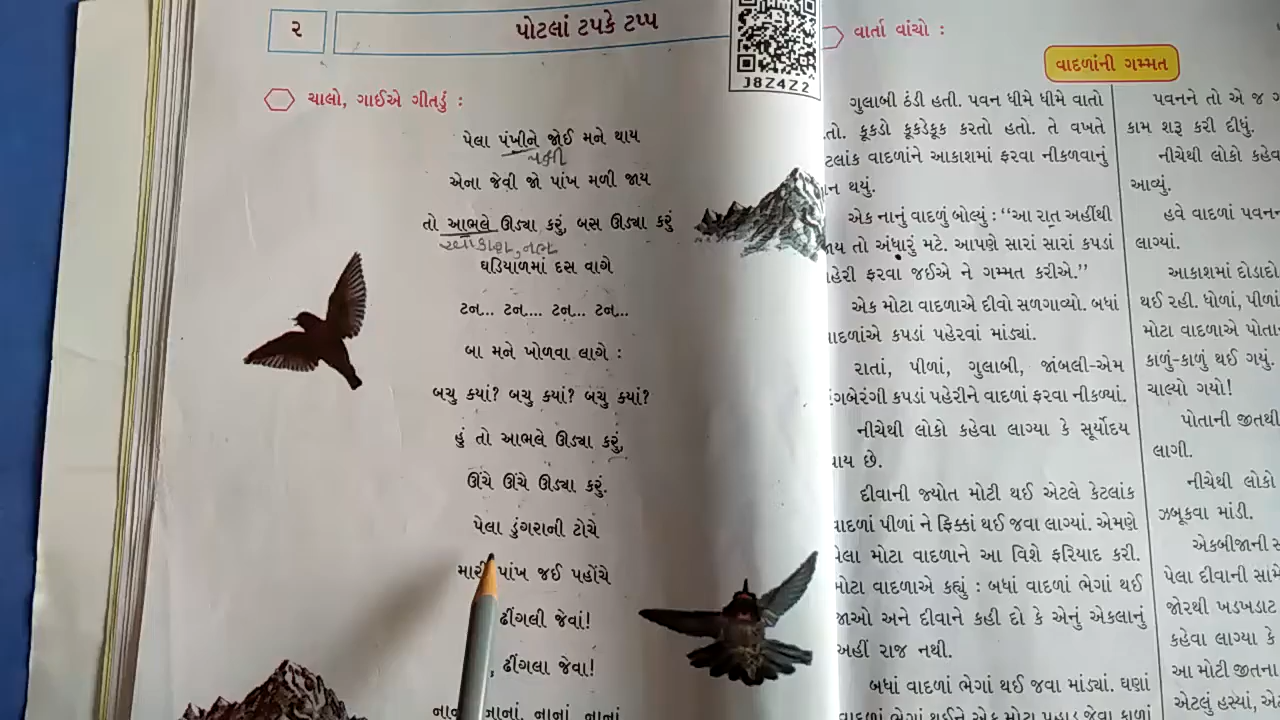 ૨
પોટલાં ટપકે ટપ્પ
J8Z4Z2
ચાલો, ગાઈએ ગીતડું :
પેલા પંખીને જોઈ મને થાય
પક્ષી
એના જેવી જો પાંખ મળી જાય
તો આભલે ઊડ્યા કરું, બસ ઊડ્યા કરું
આકાશ, નભ
ઘડિયાળમાં દસ વાગે
ટન... ટન.... ટન... ટન...
બા મને ખોળવા લાગે :
બચુ ક્યાં? બચુ ક્યાં? બચુ ક્યાં?
હું તો આભલે ઊડ્યા કરું,
ઊંચે ઊંચે ઊડ્યા કરું.
પેલા ડુંગરાની ટોચે
મારી પાંખ જઈ પહોંચે
ઢીંગલી જેવાં!
, ઢીંગલા જેવા!
નાનાં, નાનાં, નાનાં
વાર્તા વાંચો :
વાદળાંની ગમ્મત
ગુલાબી ઠંડી હતી. પવન ધીમે ધીમે વાતો
તો. કૂકડો કૂકડેકૂક કરતો હતો. તે વખતે
ટલાંક વાદળાંને આકાશમાં ફરવા નીકળવાનું
ન થયું.
એક નાનું વાદળું બોલ્યું : “આ રાત અહીંથી
જાય તો અંધારું મટે. આપણે સારાં સારાં કપડાં
હેરી ફરવા જઈએ ને ગમ્મત કરીએ.”
એક મોટા વાદળાએ દીવો સળગાવ્યો. બધાં
વાદળાંએ કપડાં પહેરવાં માંડ્યાં.
રાતાં, પીળાં, ગુલાબી, જાંબલી-એમ
રંગબેરંગી કપડાં પહેરીને વાદળાં ફરવા નીકળ્યાં.
નીચેથી લોકો કહેવા લાગ્યા કે સૂર્યોદય
થાય છે.
દીવાની જ્યોત મોટી થઈ એટલે કેટલાંક
વાદળાં પીળાં ને ફિક્કાં થઈ જવા લાગ્યાં. એમણે
પેલા મોટા વાદળાને આ વિશે ફરિયાદ કરી.
મોટા વાદળાએ કહ્યું : બધાં વાદળાં ભેગાં થઈ
જાઓ અને દીવાને કહી દો કે એનું એકલાનું
અહીં રાજ નથી.
બધાં વાદળાં ભેગાં થઈ જવા માંડ્યાં. ઘણાં
વાદળાં ભેગાં થઈને એક મોટા પહાડ જેવા કાળાં
પવનને તો એ જ
કામ શરૂ કરી દીધું.
નીચેથી લોકો
આવ્યું.
હવે વાદળાં
લાગ્યાં.
આકાશમાં દોડાદો
થઈ રહી. ધોળાં, પીળાં
મોટા વાદળાએ
કાળું-કાળું થઈ ગયું.
ચાલ્યો ગયો!
પોતાની જીતથી
લાગી.
નીચેથી લોકો
ઝબૂકવા માંડી.
એકબીજાની
પેલા દીવાની
જોરથી ખડખડાટ
કહેવા લાગ્યા કે
આ મોટી જીતના
એટલું હસ્યાં,